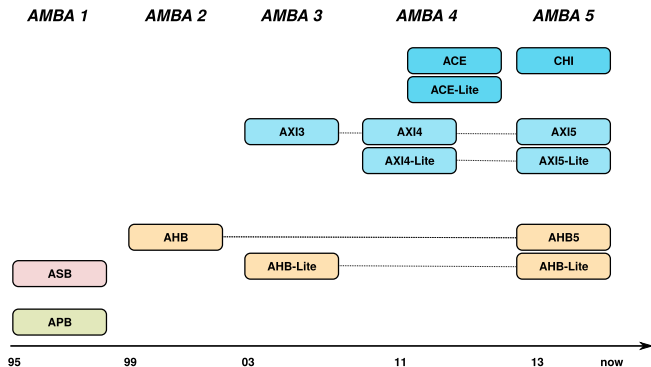 AMBA 1 AMBA 2 AMBA 3 AMBA 4 AMBA 5
ACE CHI
ACE-Lite
AXI3 AXI4 AXI5
AXI4-Lite AXI5-Lite
AHB AHB5
AHB-Lite AHB-Lite
ASB
APB
95 99 03 11 13 now